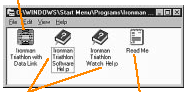 C:\WINDOWS\Start Menu\Programs\Ironman ...
File Edit View Help
Ironman Triathlon with Data Link
Ironman Triathlon Software Help
Ironman Triathlon Watch Help
Read Me